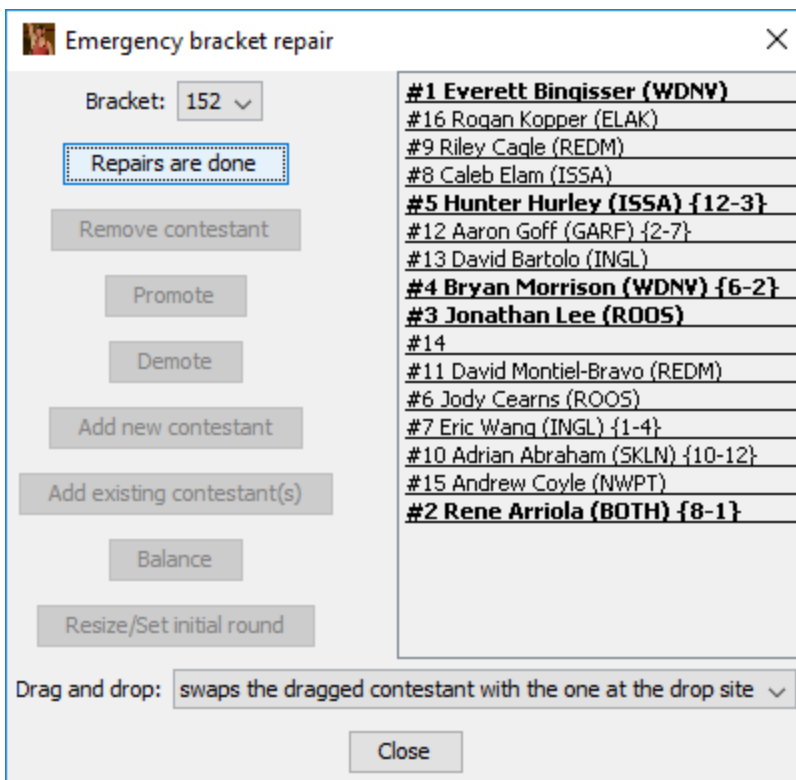 Emergency bracket repair
Bracket: 152
Repairs are done
Remove contestant
Promote
Demote
Add new contestant
Add existing contestant(s)
Balance
Resize/Set initial round
#1 Everett Bingisser (WDNV)
#16 Rogan Kopper (ELAK)
#9 Riley Cagle (REDM)
#8 Caleb Elam (ISSA)
#5 Hunter Hurley (ISSA) {12-3}
#12 Aaron Goff (GARF) {2-7}
#13 David Bartolo (INGL)
#4 Bryan Morrison (WDNV) {6-2}
#3 Jonathan Lee (ROOS)
#14
#11 David Montiel-Bravo (REDM)
#6 Jody Cearns (ROOS)
#7 Eric Wang (INGL) {1-4}
#10 Adrian Abraham (SKLN) {10-12}
#15 Andrew Coyle (NWPT)
#2 Rene Arriola (BOTH) {8-1}
Drag and drop: swaps the dragged contestant with the one at the drop site
Close